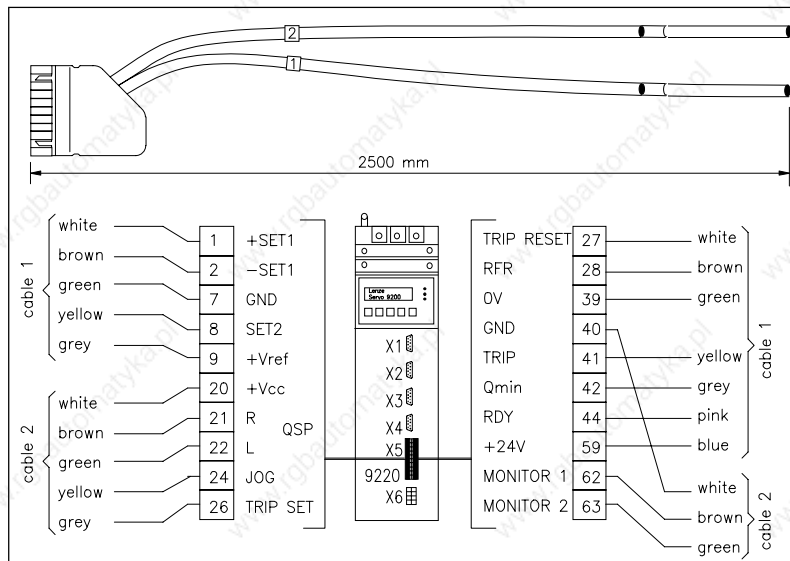 2
1
2500 mm
cable 1
white
brown
green
yellow
grey
cable 2
white
brown
green
yellow
grey
1 +SET1
2 -SET1
7 GND
8 SET2
9 +Vref
20 +Vcc
21 R
QSP
22 L
24 JOG
26 TRIP SET
Lenze
Servo 9200
X1
X2
X3
X4
X5
9220
X6
TRIP RESET 27 white
RFR 28 brown
0V 39 green
GND 40
TRIP 41 yellow
Qmin 42 grey
RDY 44 pink
+24V 59 blue
MONITOR 1 62
MONITOR 2 63
cable 1
white
brown
green
cable 2
www.rgbautomatyka.pl